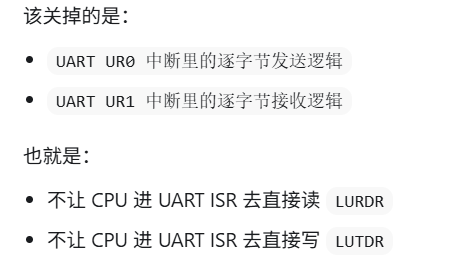 该关掉的是：
UART UR0 中断里的逐字节发送逻辑
UART UR1 中断里的逐字节接收逻辑
也就是：
不让 CPU 进 UART ISR 去直接读 LURDR
不让 CPU 进 UART ISR 去直接写 LUTDR